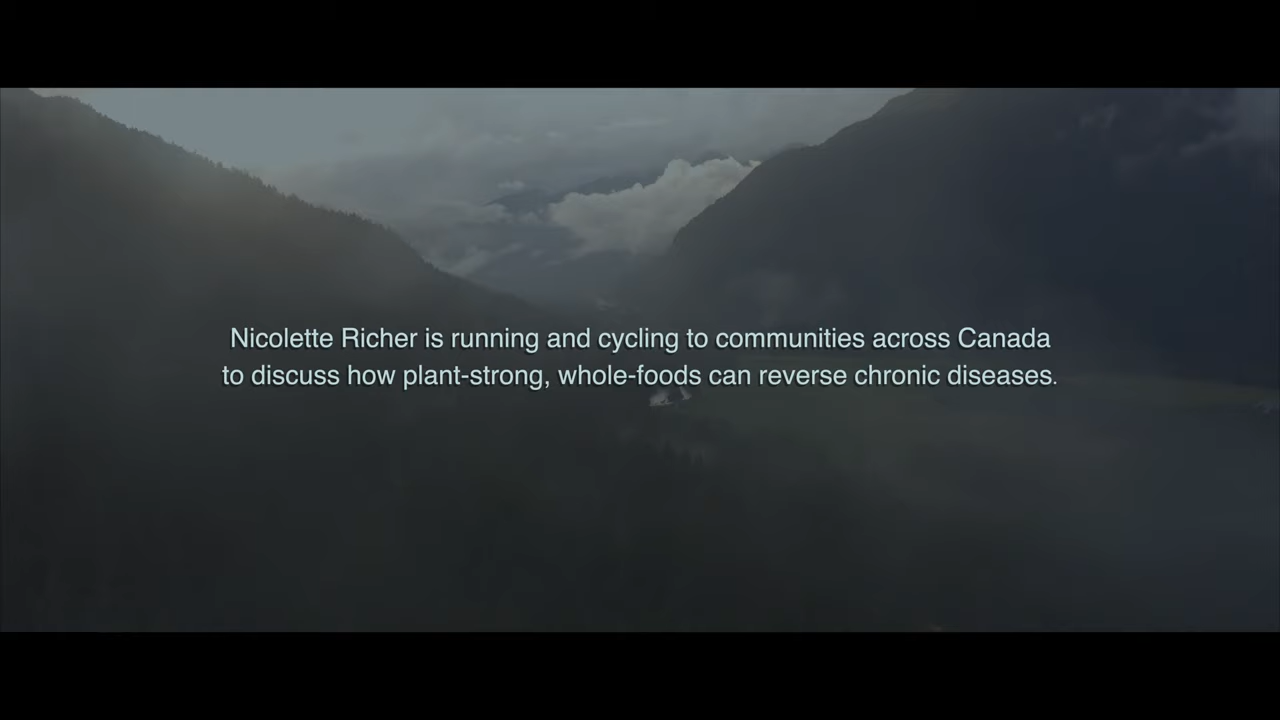 Nicolette Richer is running and cycling to communities across Canada
to discuss how plant-strong, whole-foods can reverse chronic diseases.